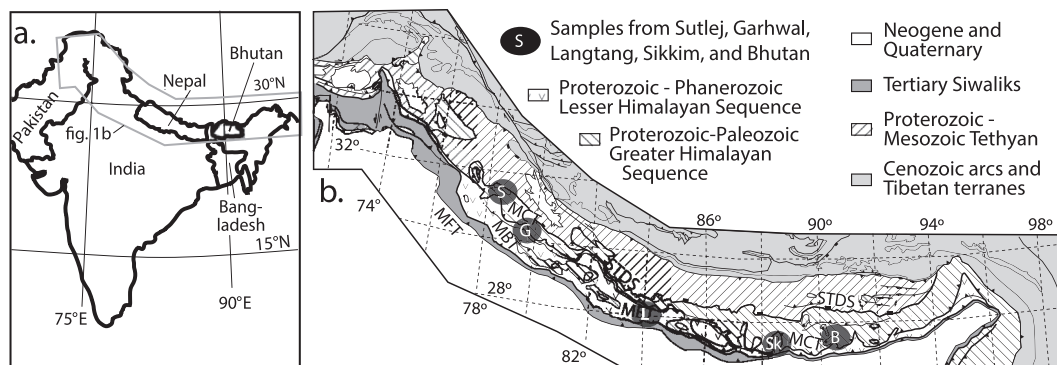 a.
Bhutan
Nepal
30°N
Pakistan
fig. 1b
India
Bang-
ladesh
15°N
75°E
90°E
S
Samples from Sutlej, Garhwal,
Langtang, Sikkim, and Bhutan
Proterozoic - Phanerozoic
Lesser Himalayan Sequence
Proterozoic-Paleozoic
Greater Himalayan
Sequence
Neogene and
Quaternary
Tertiary Siwaliks
Proterozoic -
Mesozoic Tethyan
Cenozoic arcs and
Tibetan terranes
b.
32°
74°
MFT
MBT
MCT
S
G
STDS
28°
78°
82°
L
Sk
MCT
B
STDS
86°
90°
94°
98°